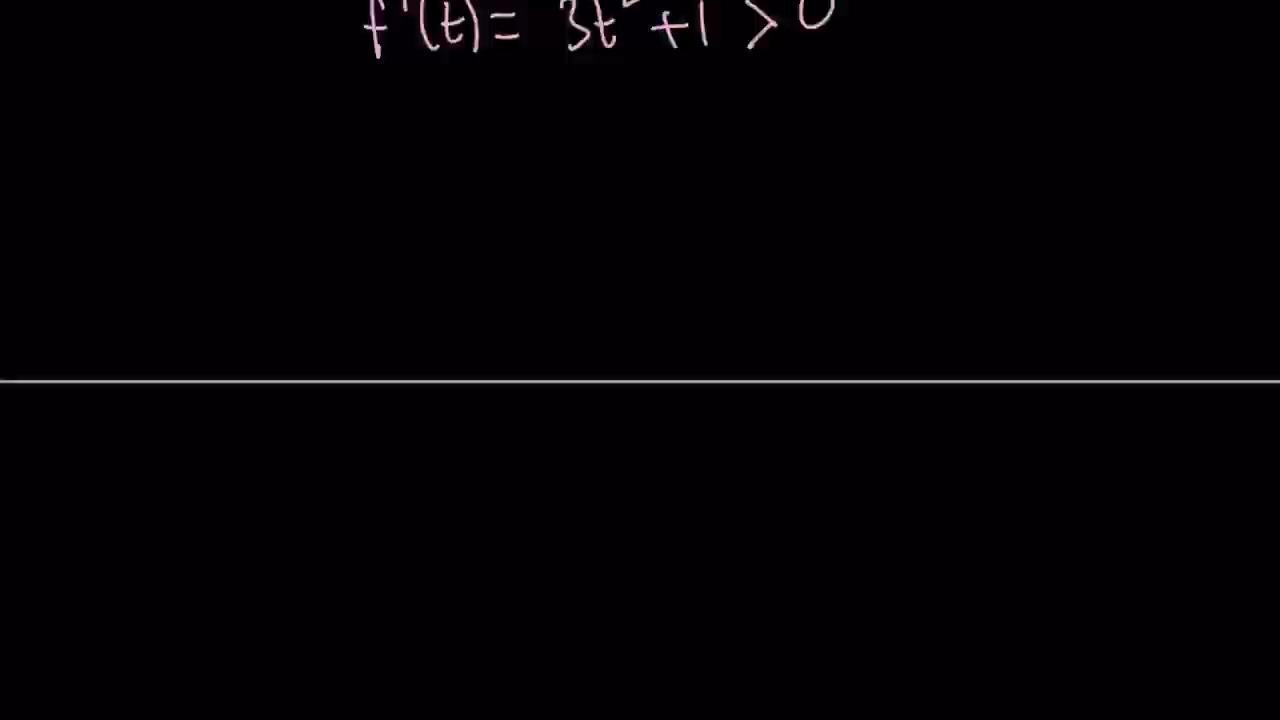 f'(t) = 3t² + 1 > 0